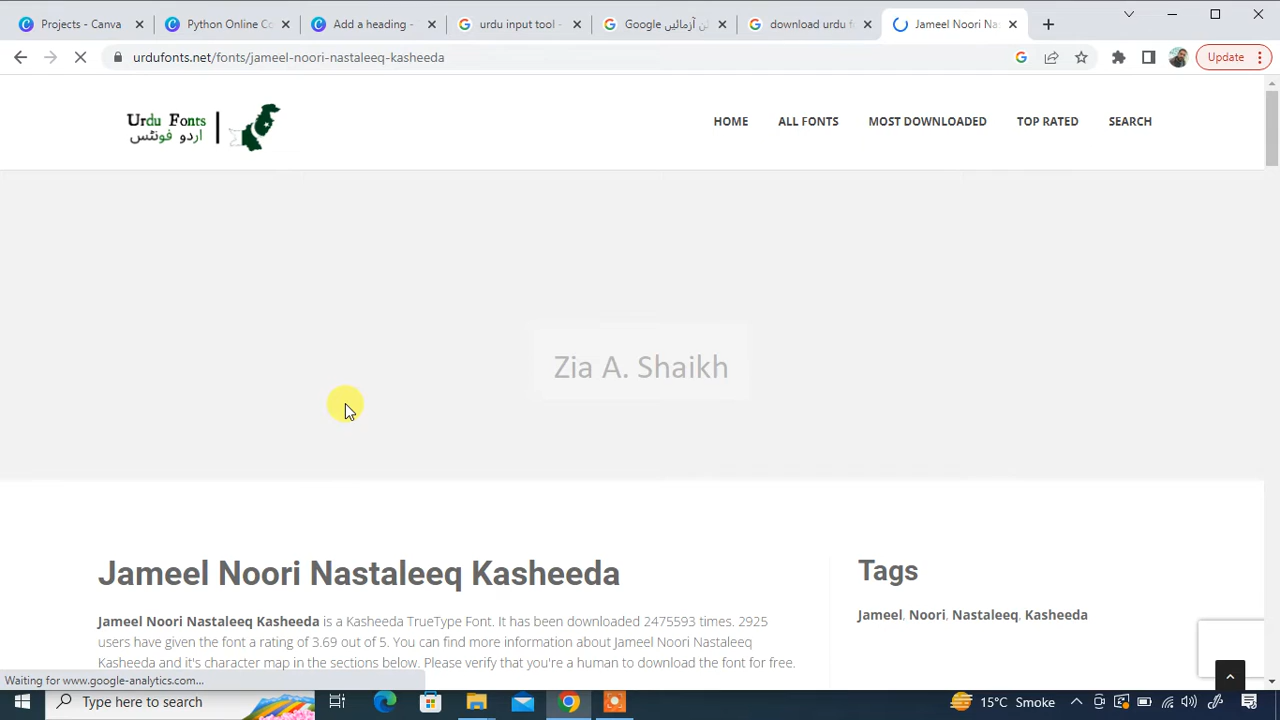 Projects - Canva
Python Online Co
Add a heading -
urdu input tool -
Google ان پٹ آزمائیں
download urdu f
Jameel Noori Nas
urdufonts.net/fonts/jameel-noori-nastaleeq-kasheeda
Update
Urdu Fonts
اردو فونٹس
HOME
ALL FONTS
MOST DOWNLOADED
TOP RATED
SEARCH
Zia A. Shaikh
Jameel Noori Nastaleeq Kasheeda
Jameel Noori Nastaleeq Kasheeda is a Kasheeda TrueType Font. It has been downloaded 2475593 times. 2925
users have given the font a rating of 3.69 out of 5. You can find more information about Jameel Noori Nastaleeq
Kasheeda and it's character map in the sections below. Please verify that you're a human to download the font for free.
Tags
Jameel, Noori, Nastaleeq, Kasheeda
Waiting for www.google-analytics.com...
Type here to search
15°C Smoke